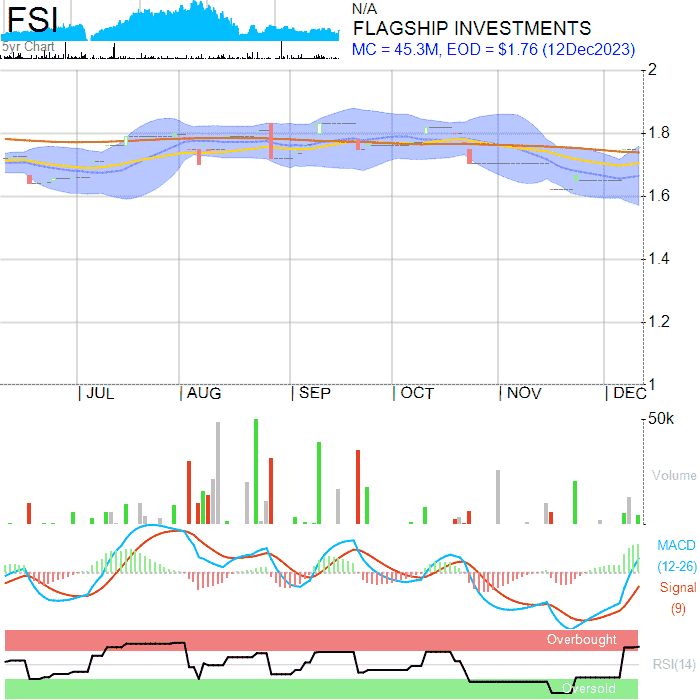 FSI
5yr Chart
N/A
FLAGSHIP INVESTMENTS
MC = 45.3M, EOD = $1.76 (12Dec2023)
2
1.8
1.6
1.4
1.2
1
JUL
AUG
SEP
OCT
NOV
DEC
50k
Volume
MACD
(12-26)
Signal
(9)
Overbought
RSI(14)
Oversold